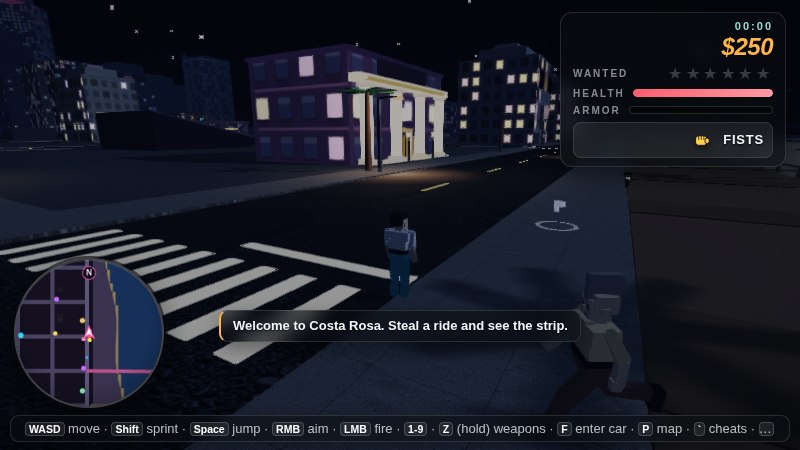 00:00
$250
WANTED ★★★★★★
HEALTH
ARMOR
FISTS
N
Welcome to Costa Rosa. Steal a ride and see the strip.
WASD move · Shift sprint · Space jump · RMB aim · LMB fire · 1-9 · Z (hold) weapons · F enter car · P map · ` cheats · ...